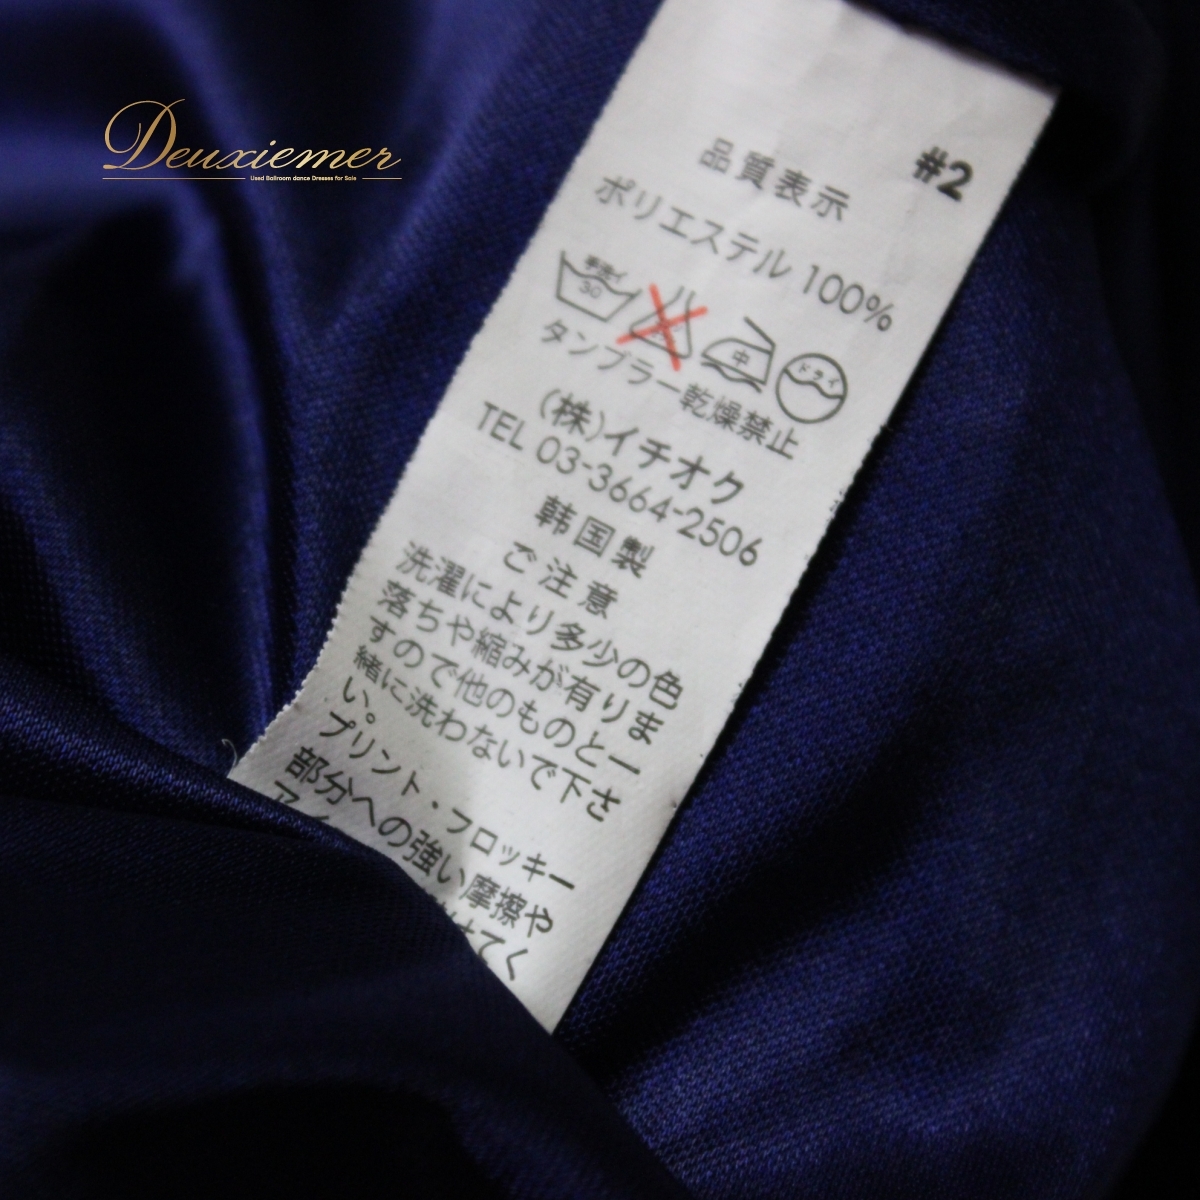 Deuxiemer
Used Ballroom dance Dresses for Sale
#2
品質表示
ポリエステル 100%
手洗イ
30
中
ドライ
タンブラー乾燥禁止
(株)イチオク
TEL 03-3664-2506
韓国製
ご注意
洗濯により多少の色
落ちや縮みが有りま
すので他のものと一
緒に洗わないで下さ
い。
プリント・フロッキー
部分への強い摩擦や
けてく